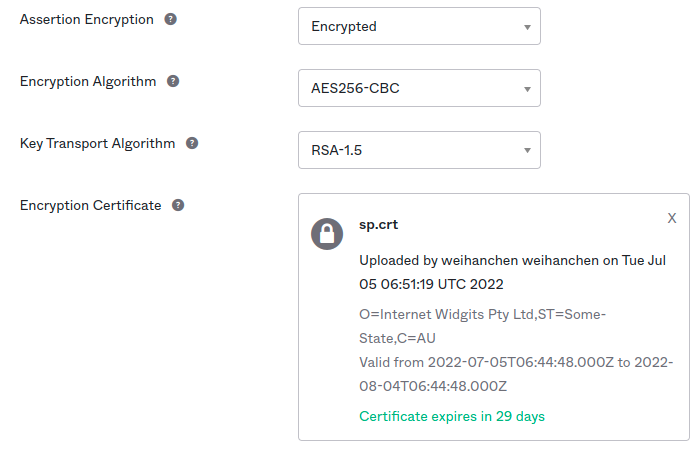 Assertion Encryption ?
Encrypted
Encryption Algorithm ?
AES256-CBC
Key Transport Algorithm ?
RSA-1.5
Encryption Certificate ?
sp.crt X
Uploaded by weihanchen weihanchen on Tue Jul
05 06:51:19 UTC 2022
O=Internet Widgits Pty Ltd,ST=Some-
State,C=AU
Valid from 2022-07-05T06:44:48.000Z to 2022-
08-04T06:44:48.000Z
Certificate expires in 29 days